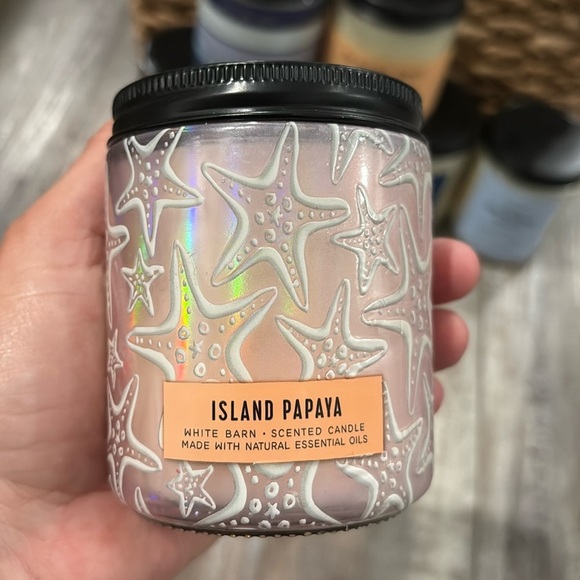 ISLAND PAPAYA
WHITE BARN • SCENTED CANDLE
MADE WITH NATURAL ESSENTIAL OILS